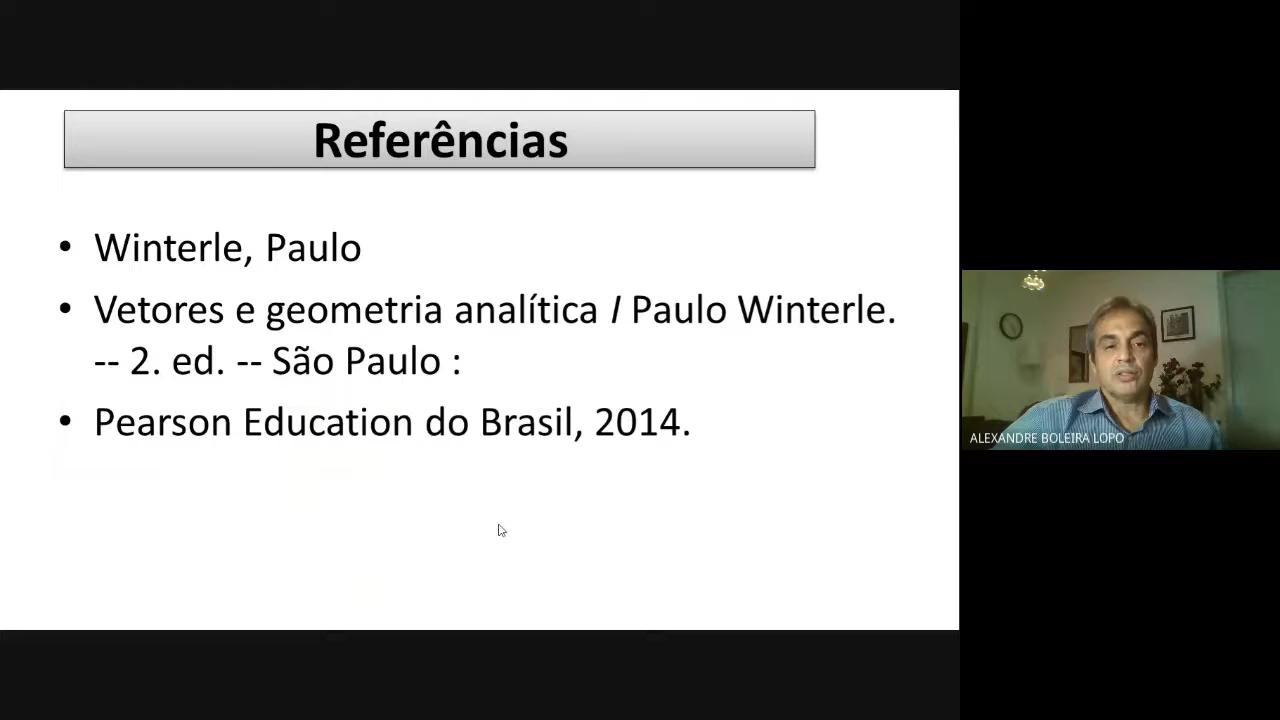 Referências
• Winterle, Paulo
• Vetores e geometria analítica I Paulo Winterle.
-- 2. ed. -- São Paulo :
• Pearson Education do Brasil, 2014.
ALEXANDRE BOLEIRA LOPO